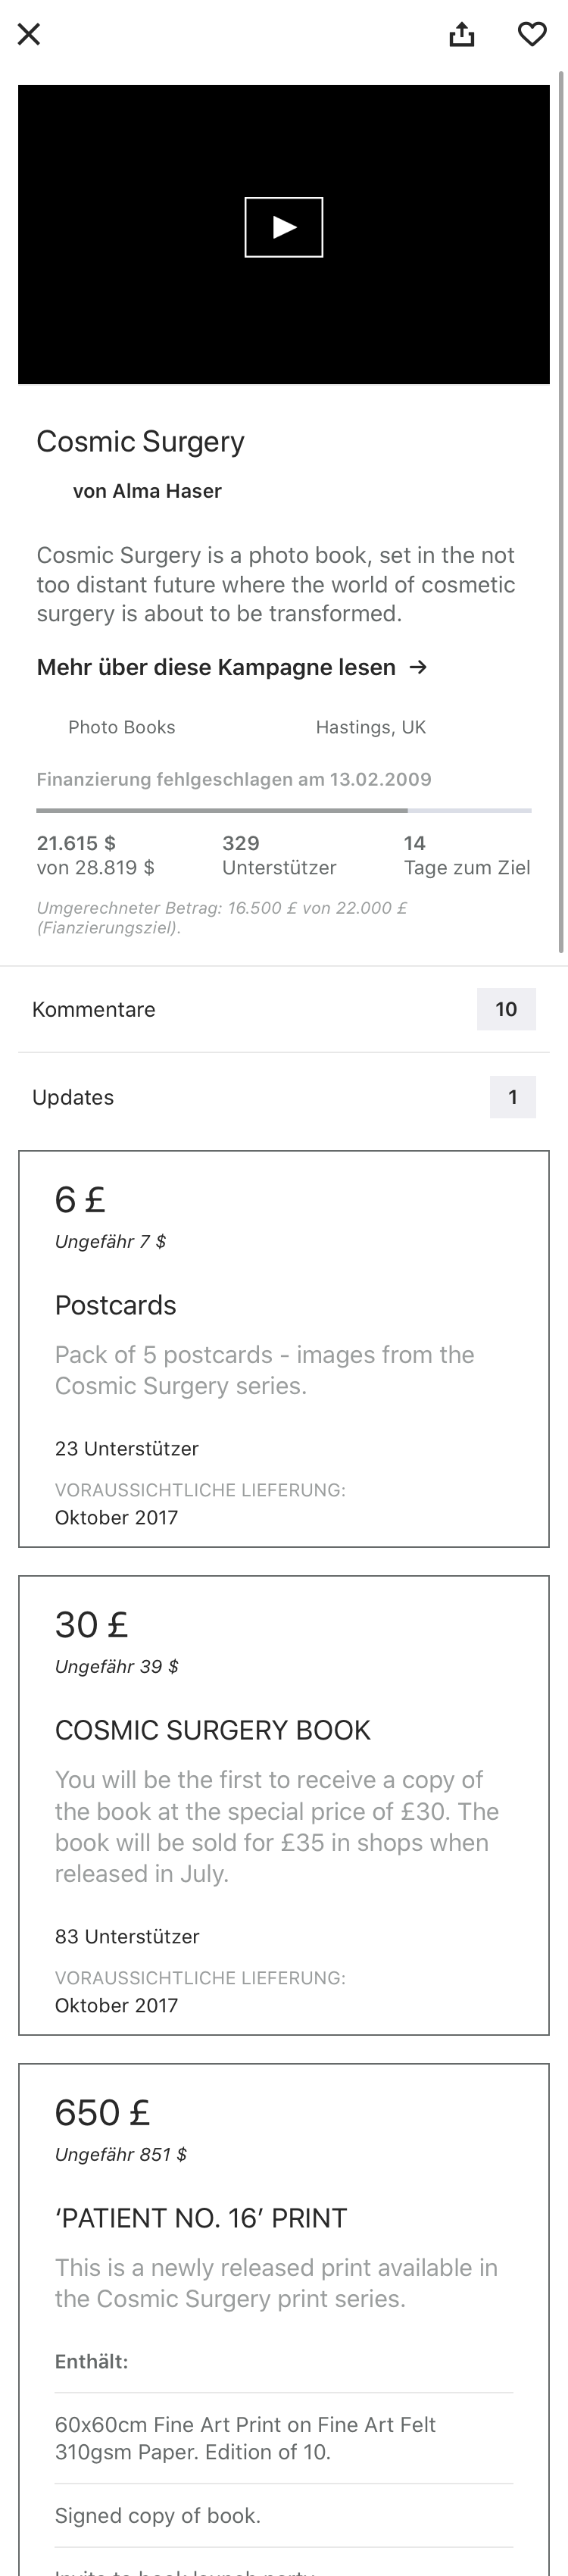 Cosmic Surgery
von Alma Haser
Cosmic Surgery is a photo book, set in the not
too distant future where the world of cosmetic
surgery is about to be transformed.
Mehr über diese Kampagne lesen →
Photo Books
Hastings, UK
Finanzierung fehlgeschlagen am 13.02.2009
21.615 $
von 28.819 $
329
Unterstützer
14
Tage zum Ziel
Umgerechneter Betrag: 16.500 £ von 22.000 £
(Fianzierungsziel).
Kommentare
10
Updates
1
6 £
Ungefähr 7 $
Postcards
Pack of 5 postcards - images from the
Cosmic Surgery series.
23 Unterstützer
VORAUSSICHTLICHE LIEFERUNG:
Oktober 2017
30 £
Ungefähr 39 $
COSMIC SURGERY BOOK
You will be the first to receive a copy of
the book at the special price of £30. The
book will be sold for £35 in shops when
released in July.
83 Unterstützer
VORAUSSICHTLICHE LIEFERUNG:
Oktober 2017
650 £
Ungefähr 851 $
‘PATIENT NO. 16’ PRINT
This is a newly released print available in
the Cosmic Surgery print series.
Enthält:
60x60cm Fine Art Print on Fine Art Felt
310gsm Paper. Edition of 10.
Signed copy of book.